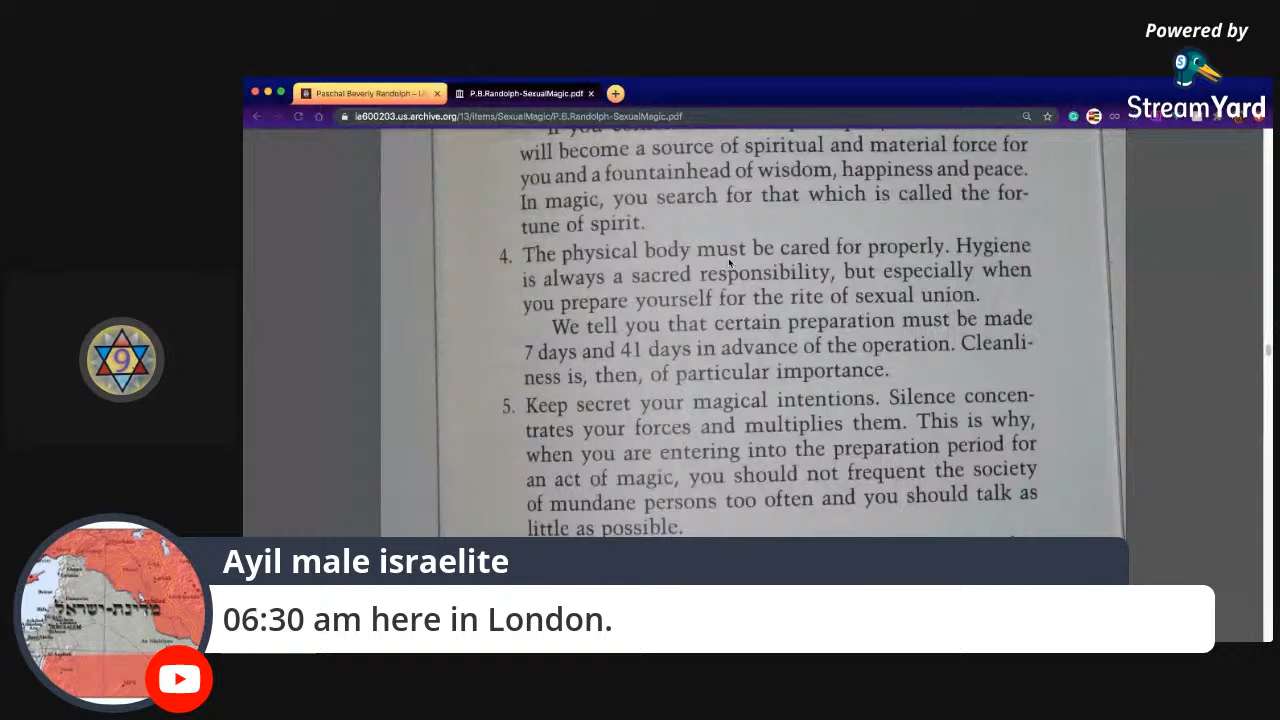 Powered by
StreamYard
Paschal Beverly Randolph – U
P.B.Randolph-SexualMagic.pdf
ia600203.us.archive.org/13/items/SexualMagic/P.B.Randolph-SexualMagic.pdf
will become a source of spiritual and material force for
you and a fountainhead of wisdom, happiness and peace.
In magic, you search for that which is called the for-
tune of spirit.
4. The physical body must be cared for properly. Hygiene
is always a sacred responsibility, but especially when
you prepare yourself for the rite of sexual union.
We tell you that certain preparation must be made
7 days and 41 days in advance of the operation. Cleanli-
ness is, then, of particular importance.
5. Keep secret your magical intentions. Silence concen-
trates your forces and multiplies them. This is why,
when you are entering into the preparation period for
an act of magic, you should not frequent the society
of mundane persons too often and you should talk as
little as possible.
9
Ayil male israelite
06:30 am here in London.
מדינת-ישראל